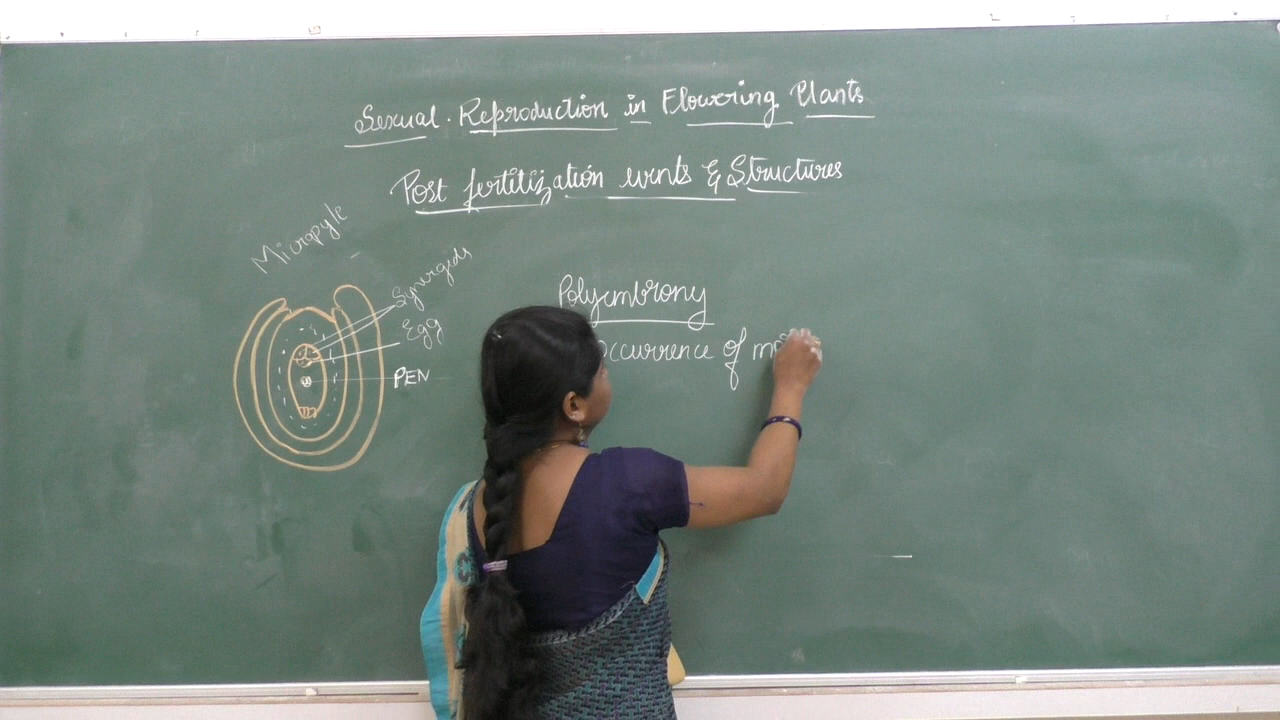 Sexual Reproduction in Flowering Plants
Post fertilization events & Structures
Micropyle
Synergids
Egg
PEN
Polyembrony
Occurrence of